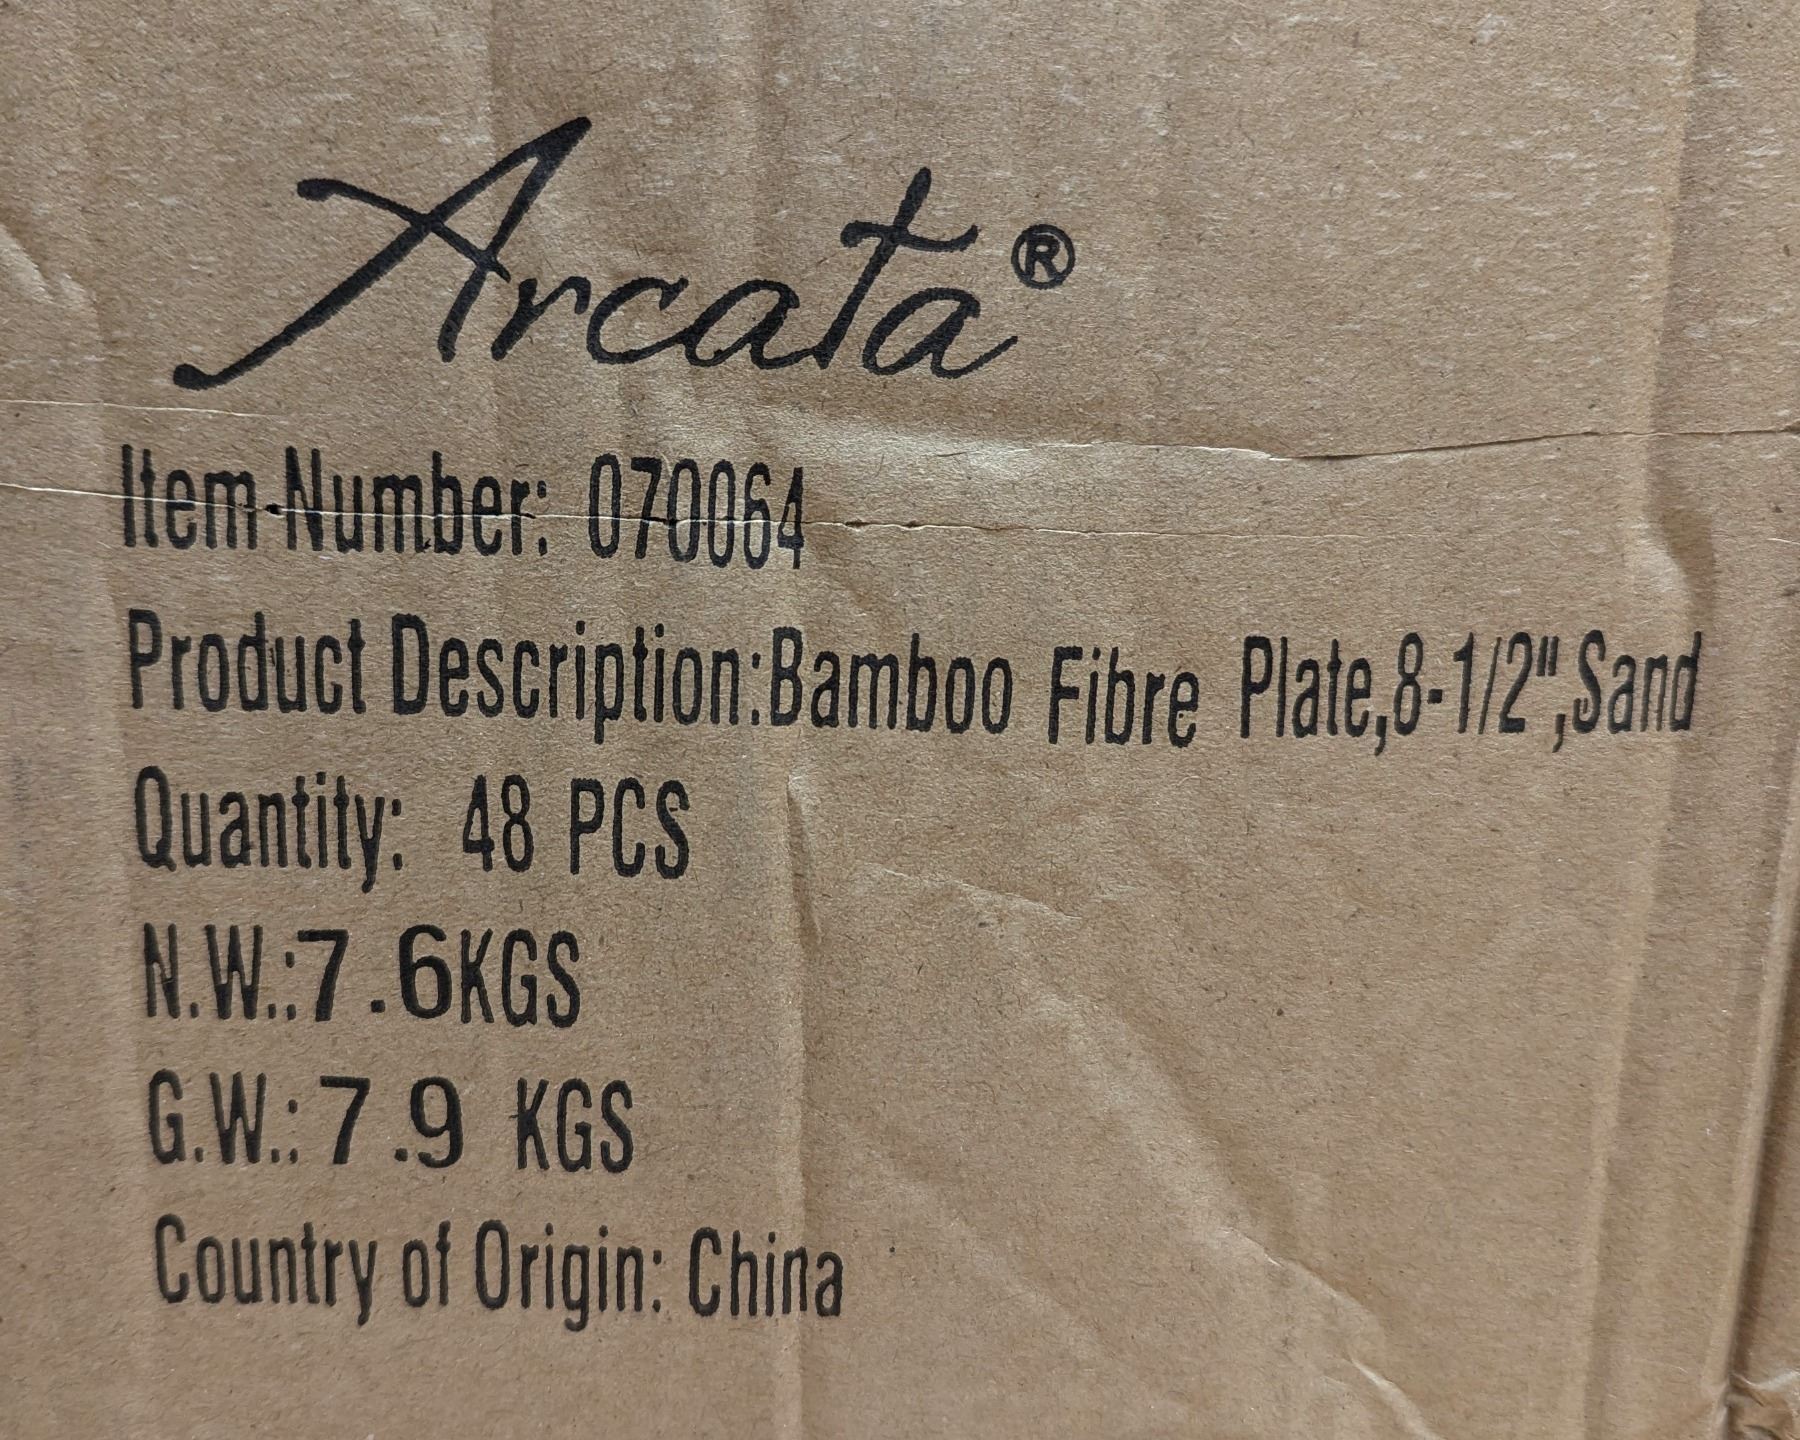 Arcata®
Item Number: 070064
Product Description:Bamboo Fibre Plate,8-1/2",Sand
Quantity: 48 PCS
N.W.:7.6KGS
G.W.:7.9 KGS
Country of Origin: China